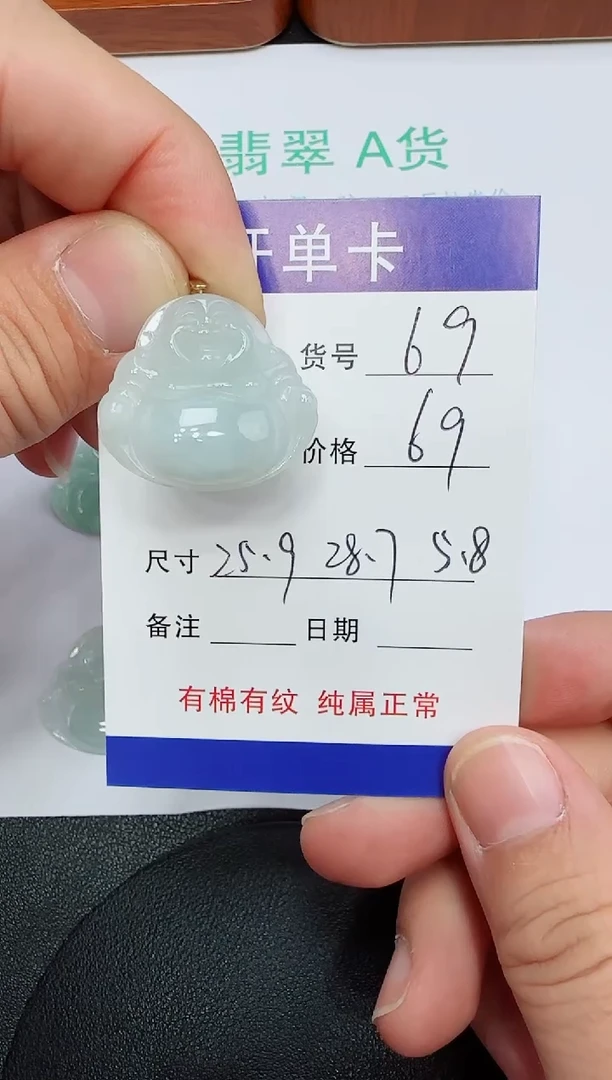 翡翠 A货
开单卡
货号 69
价格 69
尺寸 25.9 28.7 5.8
备注 日期
有棉有纹 纯属正常